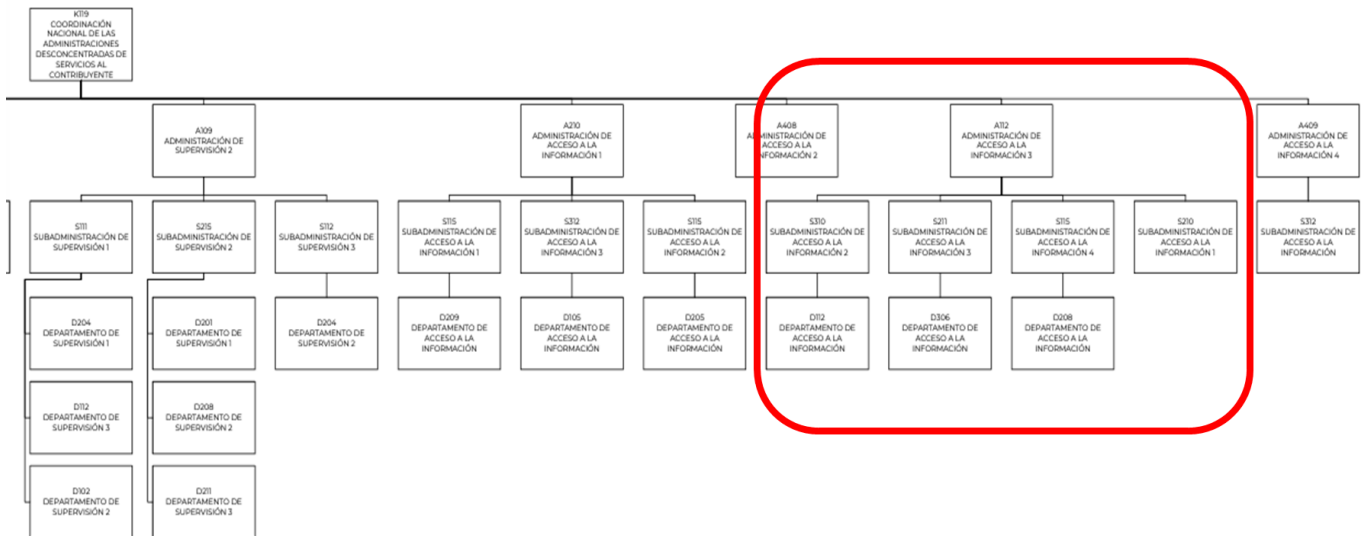 K119
COORDINACIÓN
NACIONAL DE LAS
ADMINISTRACIONES
DESCONCENTRADAS DE
SERVICIOS AL
CONTRIBUYENTE
A109
ADMINISTRACIÓN DE
SUPERVISIÓN 2
A210
ADMINISTRACIÓN DE
ACCESO A LA
INFORMACIÓN 1
A408
ADMINISTRACIÓN DE
ACCESO A LA
INFORMACIÓN 2
A112
ADMINISTRACIÓN DE
ACCESO A LA
INFORMACIÓN 3
A409
ADMINISTRACIÓN DE
ACCESO A LA
INFORMACIÓN 4
S111
SUBADMINISTRACIÓN DE
SUPERVISIÓN 1
S215
SUBADMINISTRACIÓN DE
SUPERVISIÓN 2
S112
SUBADMINISTRACIÓN DE
SUPERVISIÓN 3
S115
SUBADMINISTRACIÓN DE
ACCESO A LA
INFORMACIÓN 1
S312
SUBADMINISTRACIÓN DE
ACCESO A LA
INFORMACIÓN 3
S115
SUBADMINISTRACIÓN DE
ACCESO A LA
INFORMACIÓN 2
S310
SUBADMINISTRACIÓN DE
ACCESO A LA
INFORMACIÓN 2
S211
SUBADMINISTRACIÓN DE
ACCESO A LA
INFORMACIÓN 3
S115
SUBADMINISTRACIÓN DE
ACCESO A LA
INFORMACIÓN 4
S210
SUBADMINISTRACIÓN DE
ACCESO A LA
INFORMACIÓN 1
S312
SUBADMINISTRACIÓN DE
ACCESO A LA
INFORMACIÓN
D204
DEPARTAMENTO DE
SUPERVISIÓN 1
D201
DEPARTAMENTO DE
SUPERVISIÓN 1
D204
DEPARTAMENTO DE
SUPERVISIÓN 2
D209
DEPARTAMENTO DE
ACCESO A LA
INFORMACIÓN
D105
DEPARTAMENTO DE
ACCESO A LA
INFORMACIÓN
D205
DEPARTAMENTO DE
ACCESO A LA
INFORMACIÓN
D112
DEPARTAMENTO DE
ACCESO A LA
INFORMACIÓN
D306
DEPARTAMENTO DE
ACCESO A LA
INFORMACIÓN
D208
DEPARTAMENTO DE
ACCESO A LA
INFORMACIÓN
D112
DEPARTAMENTO DE
SUPERVISIÓN 3
D208
DEPARTAMENTO DE
SUPERVISIÓN 2
D102
DEPARTAMENTO DE
SUPERVISIÓN 2
D211
DEPARTAMENTO DE
SUPERVISIÓN 3